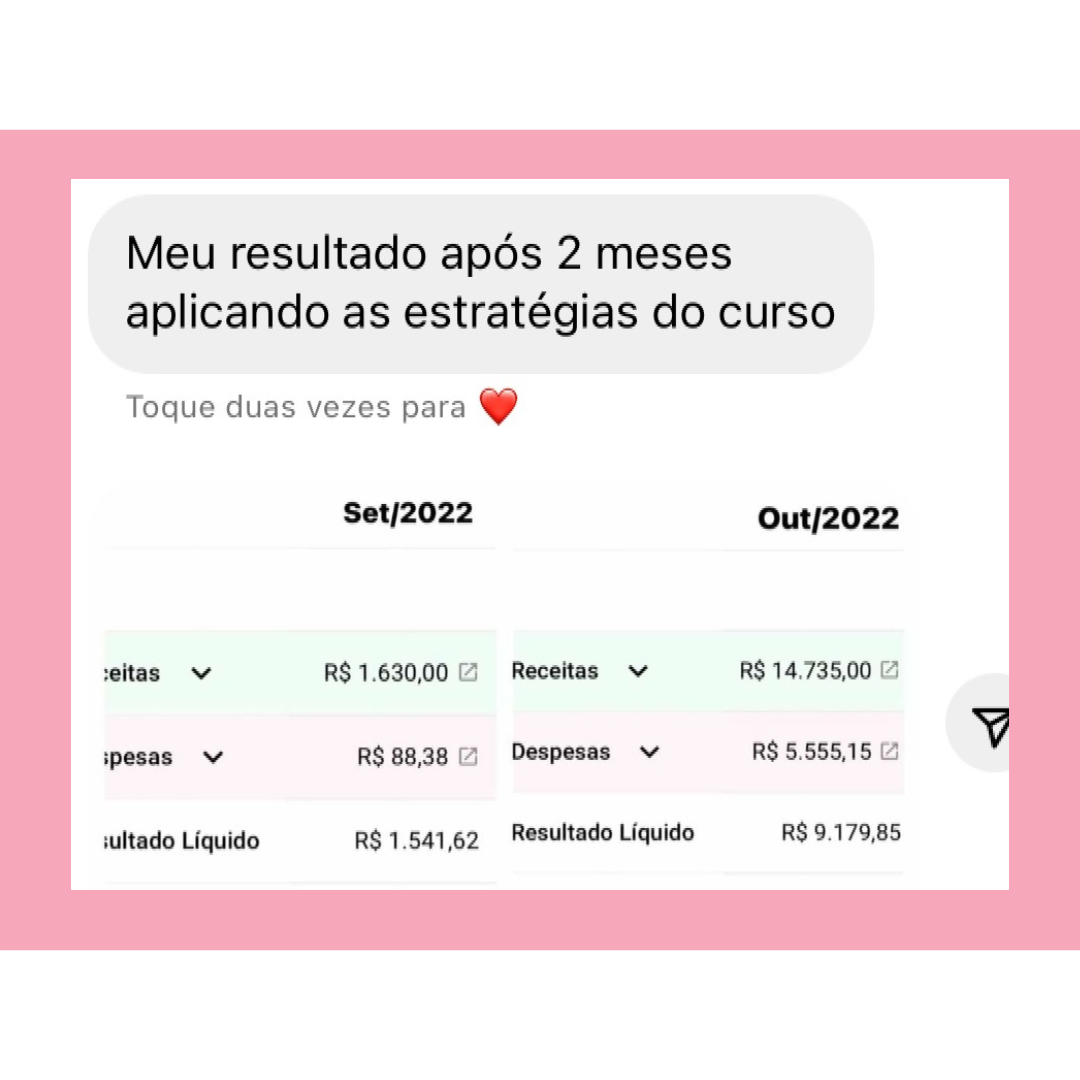 Meu resultado após 2 meses
aplicando as estratégias do curso
Toque duas vezes para ❤️
Set/2022
ceitas R$ 1.630,00
spesas R$ 88,38
sultado Líquido R$ 1.541,62
Out/2022
Receitas R$ 14.735,00
Despesas R$ 5.555,15
Resultado Líquido R$ 9.179,85